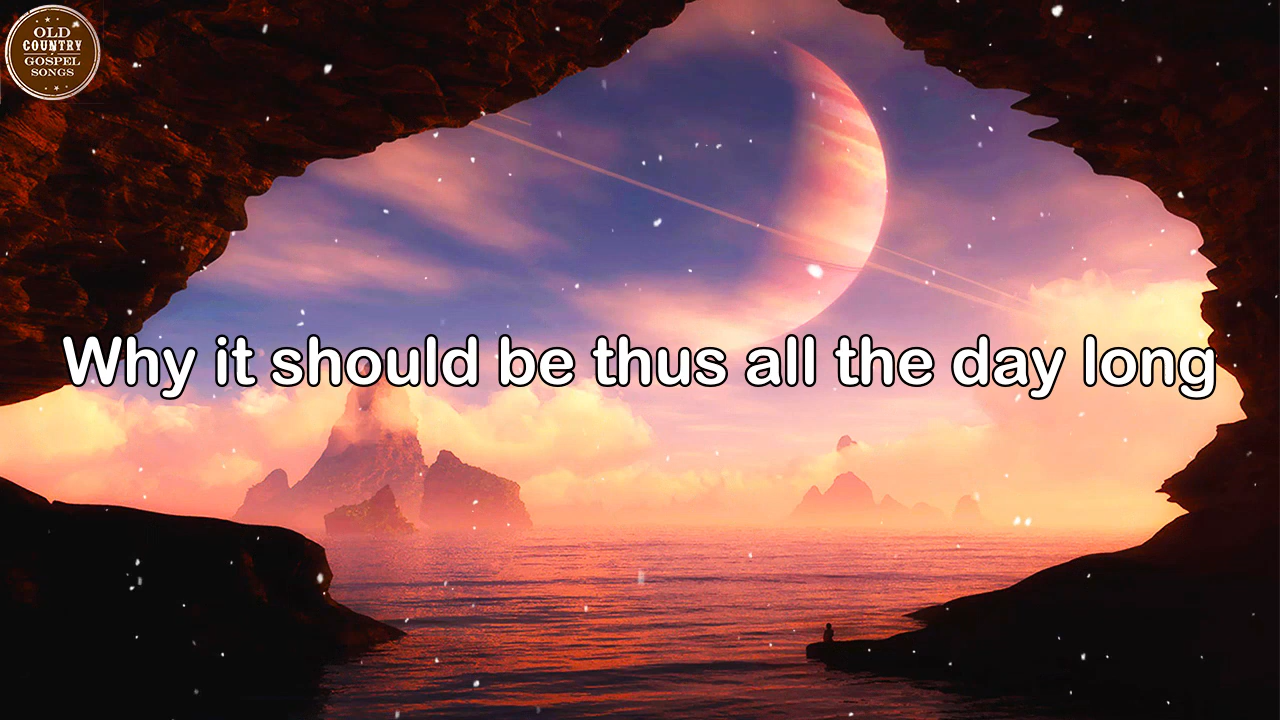 OLD
COUNTRY
GOSPEL
SONGS
Why it should be thus all the day long